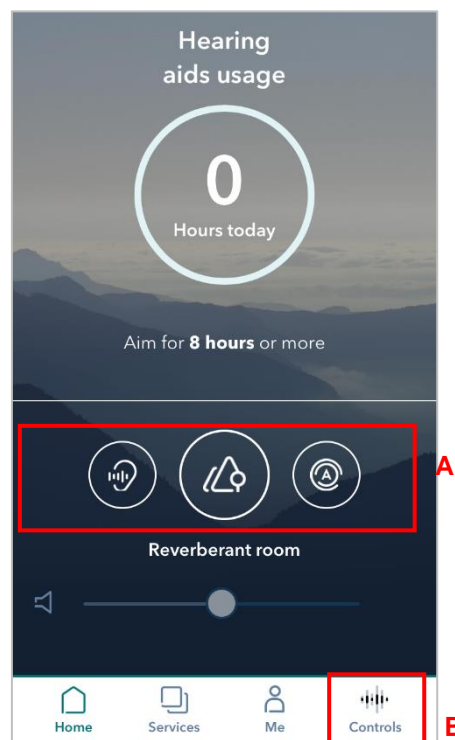 Hearing
aids usage
0
Hours today
Aim for 8 hours or more
A
A
Reverberant room
Home Services Me Controls
B